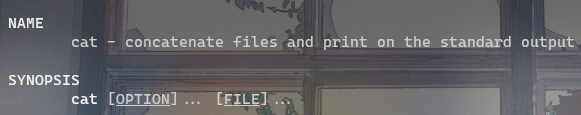 NAME
cat - concatenate files and print on the standard output
SYNOPSIS
cat [OPTION]... [FILE]...